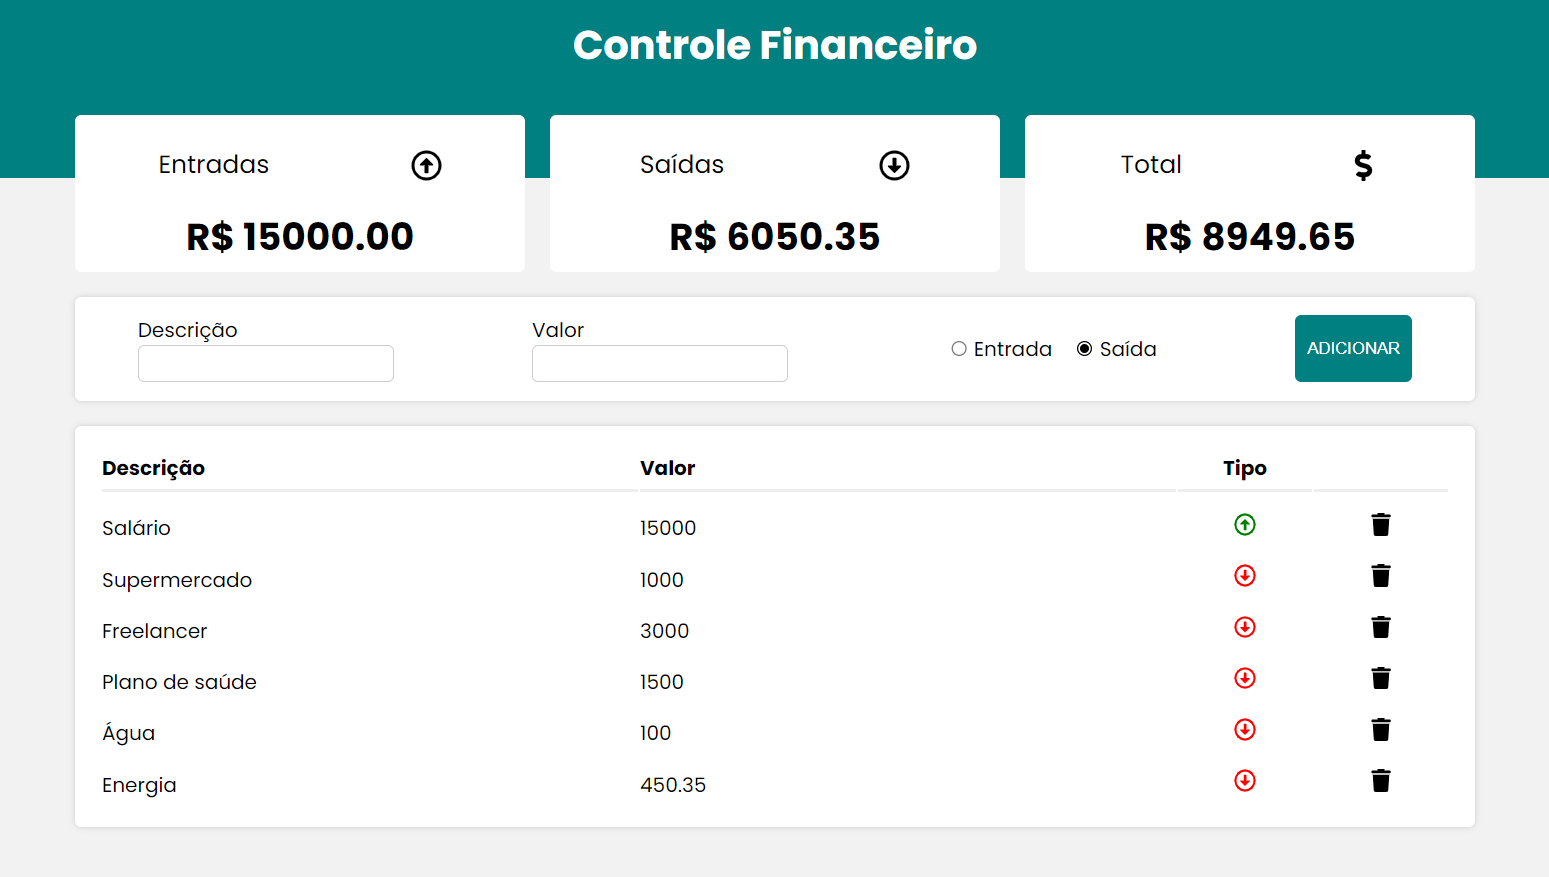 Controle Financeiro
Entradas
R$ 15000.00
Saídas
R$ 6050.35
Total
R$ 8949.65
Descrição
Valor
Entrada Saída
ADICIONAR
Descrição Valor Tipo
Salário 15000
Supermercado 1000
Freelancer 3000
Plano de saúde 1500
Água 100
Energia 450.35